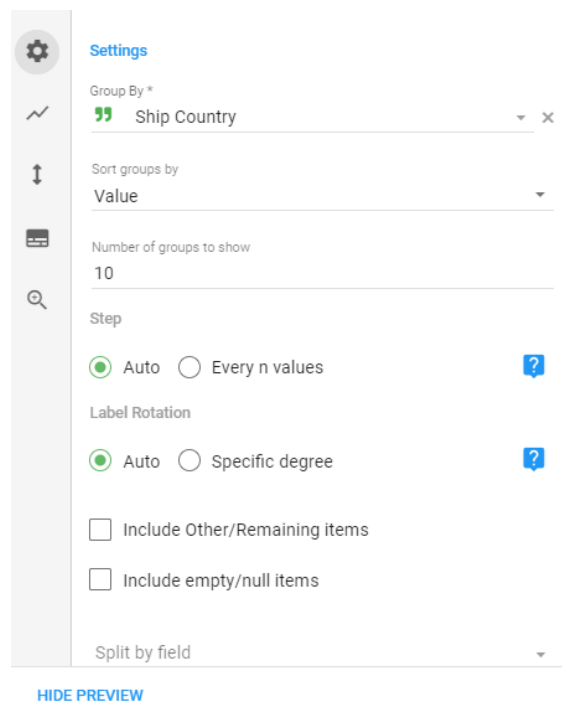 Settings
Group By *
Ship Country
Sort groups by
Value
Number of groups to show
10
Step
Auto Every n values
Label Rotation
Auto Specific degree
Include Other/Remaining items
Include empty/null items
Split by field
HIDE PREVIEW